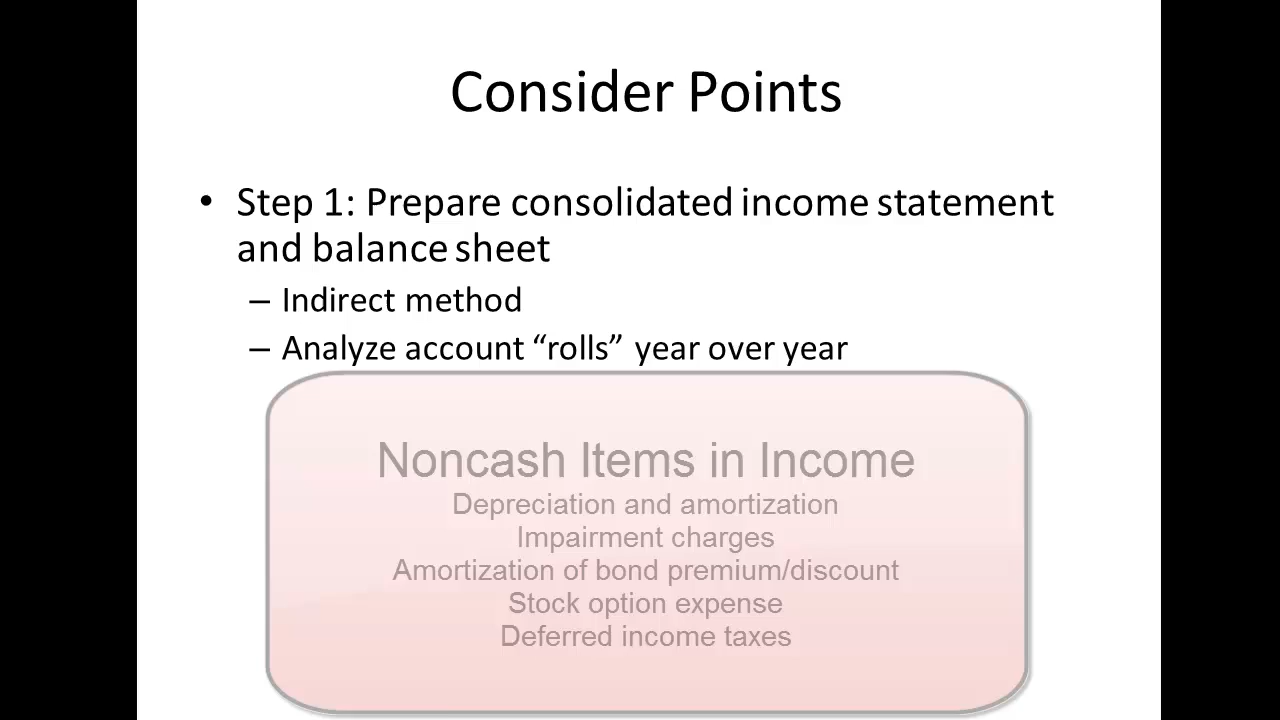 Consider Points
• Step 1: Prepare consolidated income statement
and balance sheet
– Indirect method
– Analyze account “rolls” year over year
Noncash Items in Income
Depreciation and amortization
Impairment charges
Amortization of bond premium/discount
Stock option expense
Deferred income taxes